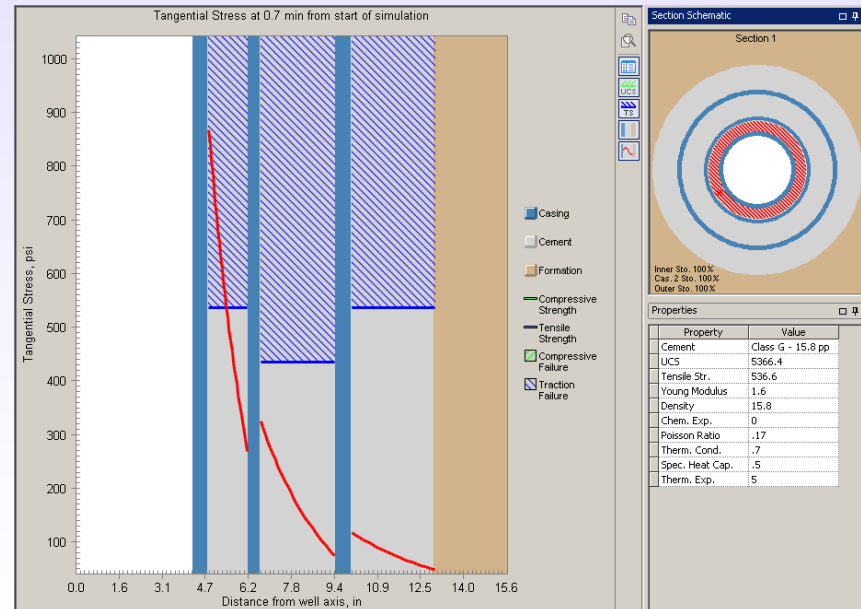 Tangential Stress at 0.7 min from start of simulation
1000
900
800
700
600
500
400
300
200
100
Tangential Stress, psi
0.0 1.6 3.1 4.7 6.2 7.8 9.4 10.9 12.5 14.0 15.6
Distance from well axis, in
Casing
Cement
Formation
Compressive
Strength
Tensile
Strength
Compressive
Failure
Traction
Failure
UCS
TS
Section Schematic
Section 1
Inner Sto. 100%
Cas. 2 Sto. 100%
Outer Sto. 100%
Properties
Property Value
Cement Class G - 15.8 pp
UCS 5366.4
Tensile Str. 536.6
Young Modulus 1.6
Density 15.8
Chem. Exp. 0
Poisson Ratio .17
Therm. Cond. .7
Spec. Heat Cap. .5
Therm. Exp. 5